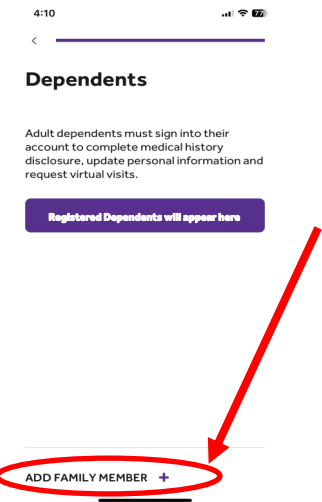 4:10
77
Dependents
Adult dependents must sign into their
account to complete medical history
disclosure, update personal information and
request virtual visits.
Registered Dependents will appear here
ADD FAMILY MEMBER +